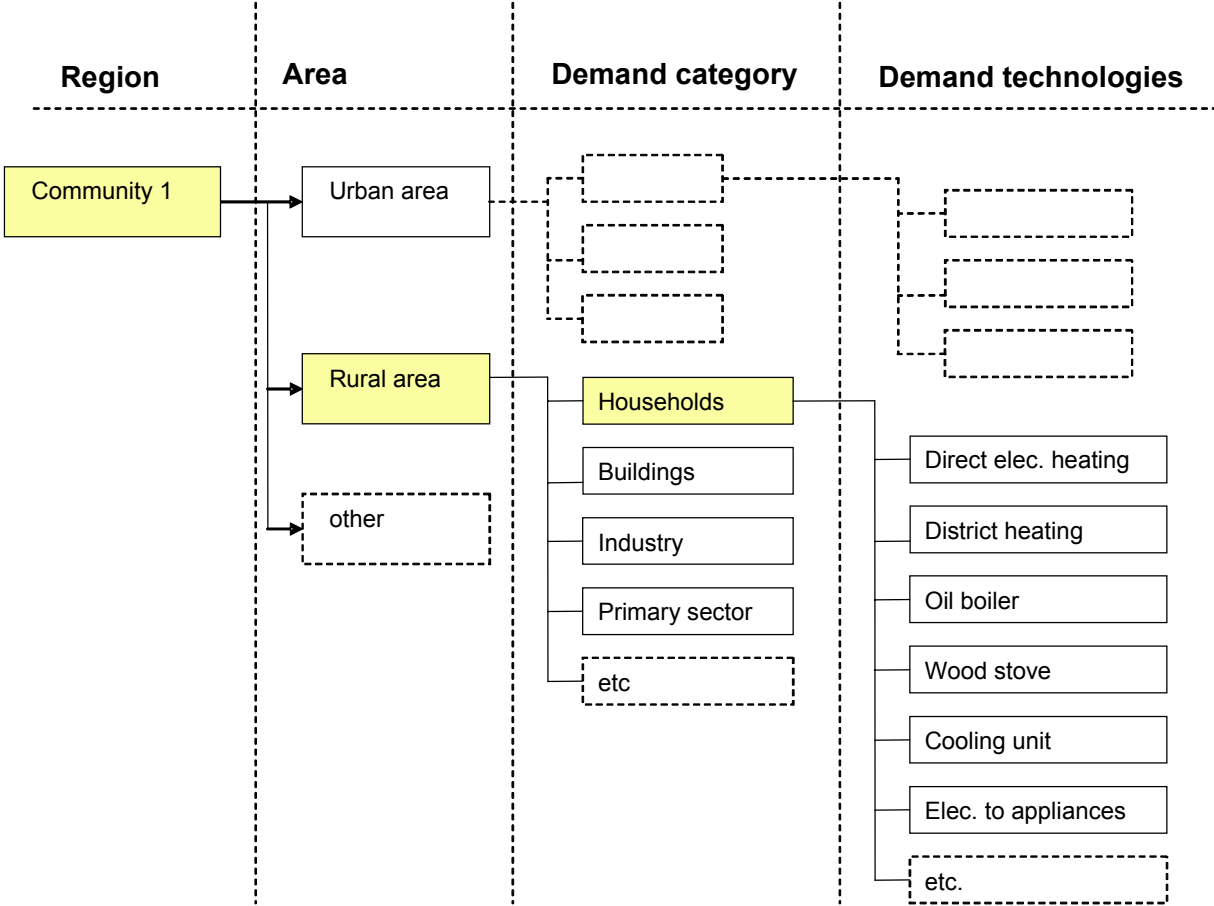 Region
Area
Demand category
Demand technologies
Community 1
Urban area
Rural area
other
Households
Buildings
Industry
Primary sector
etc
Direct elec. heating
District heating
Oil boiler
Wood stove
Cooling unit
Elec. to appliances
etc.